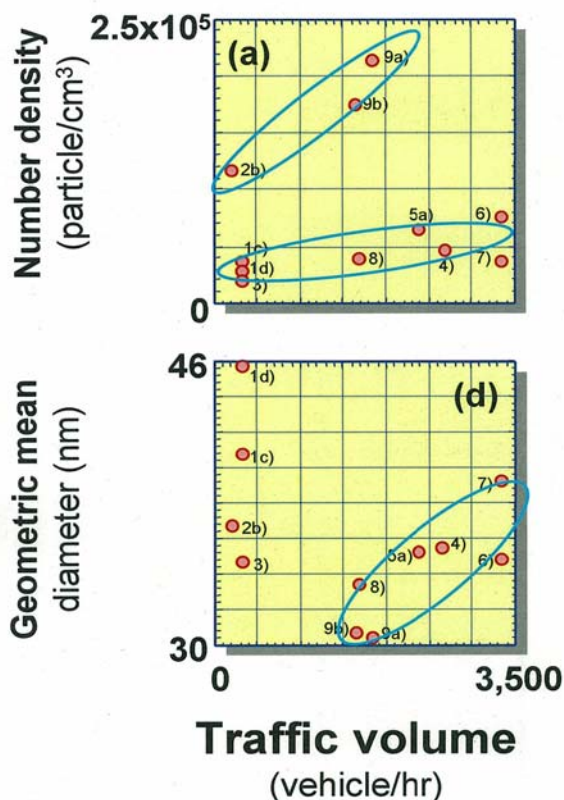 2.5x10⁵
(a)
9a)
9b)
2b)
5a)
6)
1c)
1d)
3)
8)
4)
7)
0
Number density
(particle/cm³)
46
(d)
1d)
1c)
7)
2b)
5a)
4)
3)
6)
8)
9b)
9a)
30
Geometric mean
diameter (nm)
0
3,500
Traffic volume
(vehicle/hr)